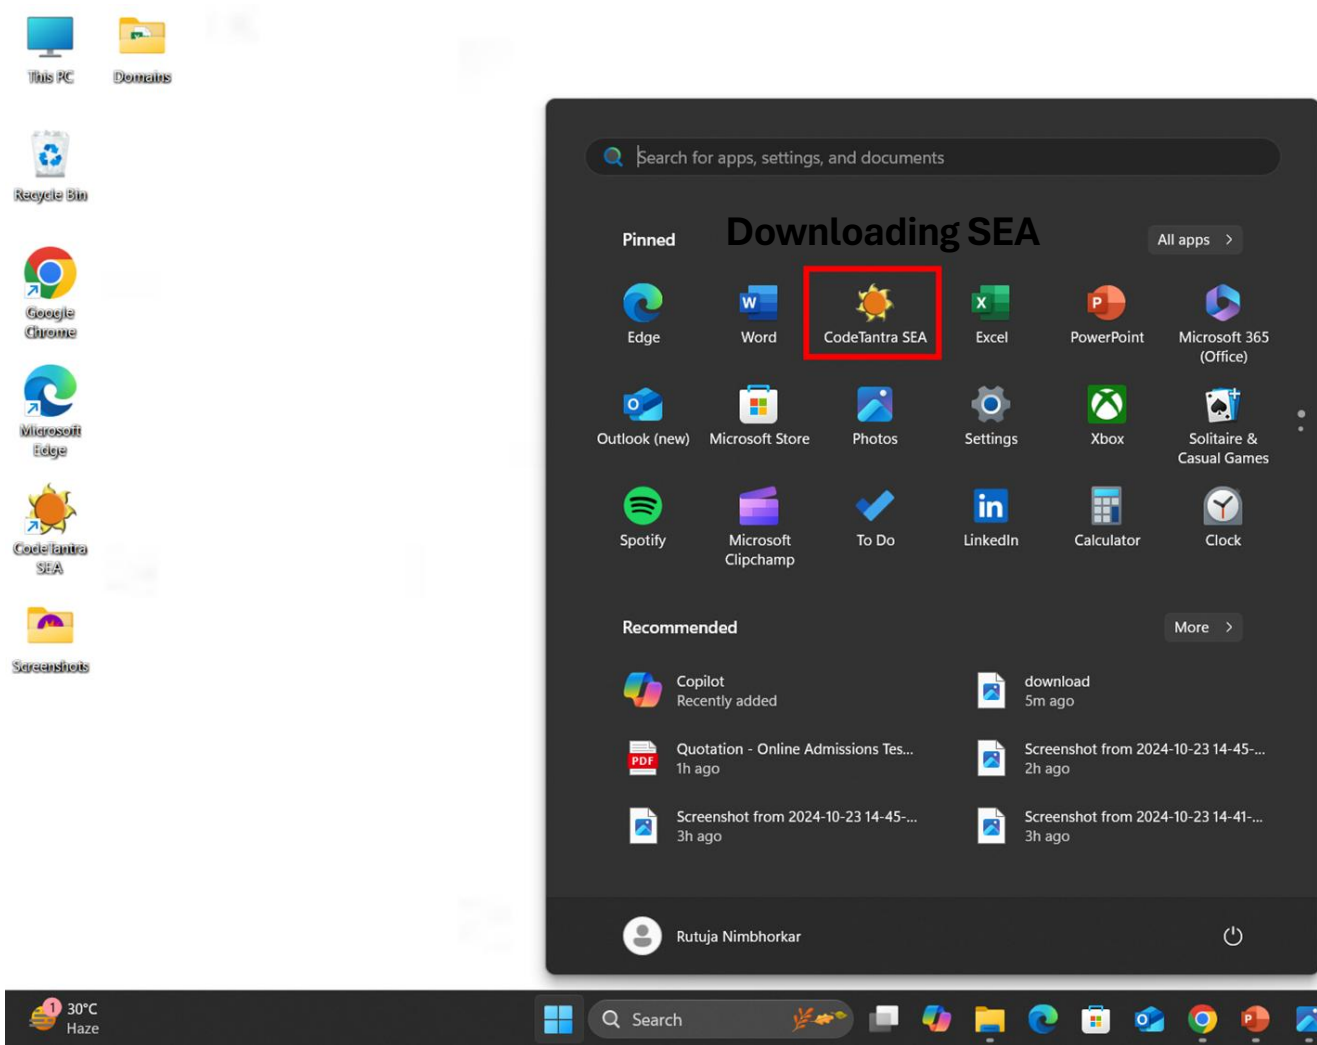 This PC
Domains
Recycle Bin
Google
Chrome
Microsoft
Edge
CodeTantra
SEA
Screenshots
Search for apps, settings, and documents
Pinned
Downloading SEA
All apps
Edge
Word
CodeTantra SEA
Excel
PowerPoint
Microsoft 365
(Office)
Outlook (new)
Microsoft Store
Photos
Settings
Xbox
Solitaire &
Casual Games
Spotify
Microsoft
Clipchamp
To Do
LinkedIn
Calculator
Clock
Recommended
More
Copilot
Recently added
download
5m ago
PDF
Quotation - Online Admissions Tes...
1h ago
Screenshot from 2024-10-23 14-45-...
2h ago
Screenshot from 2024-10-23 14-45-...
3h ago
Screenshot from 2024-10-23 14-41-...
3h ago
Rutuja Nimbhorkar
1
30°C
Haze
Search